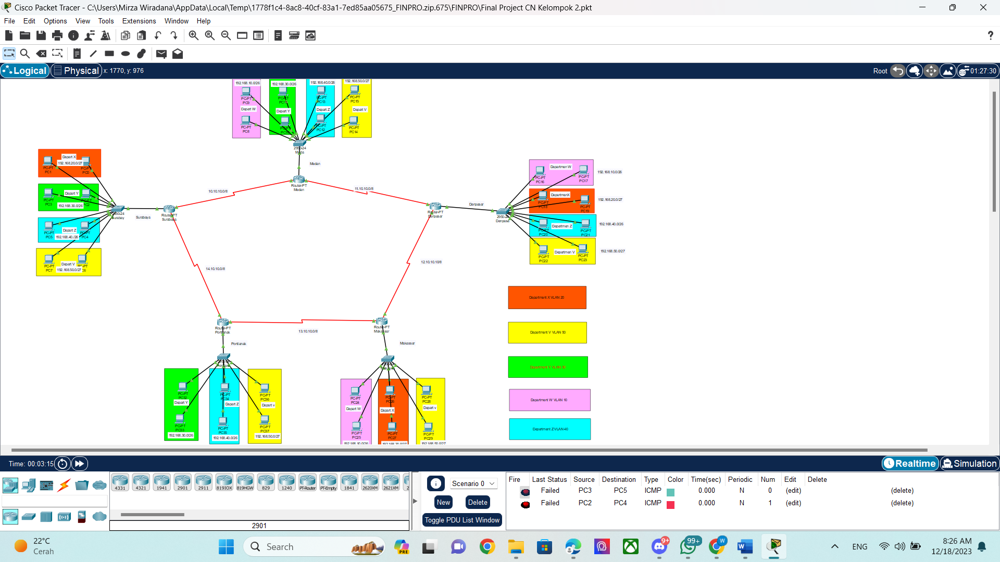 Cisco Packet Tracer - C:\Users\Mirza Wiradana\AppData\Local\Temp\1778f1c4-8ac8-40cf-83a1-7ed85aa05675_FINPRO.zip.675\FINPRO\Final Project CN Kelompok 2.pkt
File Edit Options View Tools Extensions Window Help
Logical Physical x: 1770, y: 976 Root 01:27:30
192.168.10.0/26 192.168.30.0/26 192.168.40.0/26 192.168.50.0/27
PC-PT PC9
PC-PT PC13
PC-PT PC15
Depart W Depart Y Depart Z Depart V
PC-PT PC8
PC-PT PC12
PC-PT PC14
2950-24
Medan
Router-PT Medan
Depart X
192.168.20.0/27
PC-PT PC1
PC-PT PC0
Depart Y
192.168.30.0/26
PC-PT PC3
PC2
Depart Z
192.168.40./26
PC-PT PC5
PC-PT PC4
Depart V
192.168.50.0/27
PC-PT PC7
Surabay
Surabaya
Router-PT Surabaya
10.10.10.0/8
11.10.10.0/8
Router-PT Denpasar
Denpasar
2950-24 Denpasa
Departmen W
PC-PT PC16
PC-PT PC17
192.168.10.0/26
DepartmenX
PC-PT PC18
PC-PT PC19
192.168.20.0/27
Departmen Z
PC-PT PC20
PC-PT PC21
192.168.40.0/26
Departmen V
PC-PT PC22
PC-PT PC23
192.168.50.0/27
14.10.10.0/8
12.10.10.10/8
Router-PT Pontianak
13.10.10.0/8
Router-PT Makassar
Pontianak
Makassar
PC-PT PC32
Depart Y
PC-PT PC33
192.168.30.0/26
PC-PT PC34
Depart Z
PC-PT PC35
192.168.40.0/26
PC-PT PC36
Depart v
PC-PT PC37
192.168.50.0/27
PC-PT PC24
Depart W
PC-PT PC25
192.168.10.0/26
PC-PT PC26
Depart X
PC-PT PC27
192.168.20.0/27
PC-PT PC28
Depart v
PC-PT PC29
192.168.50.0/27
Department X VLAN 20
Department V VLAN 50
Department Y VLAN 30
Department W VLAN 10
Department Z VLAN 40
Time: 00:03:15 Realtime Simulation
4331 4321 1941 2901 2911 819IOX 819HGW 829 1240 PT-Router PT-Empty 1841 2620XM 2621XM
2901
Scenario 0
New Delete
Toggle PDU List Window
Fire Last Status Source Destination Type Color Time(sec) Periodic Num Edit Delete
Failed PC3 PC5 ICMP 0.000 N 0 (edit) (delete)
Failed PC2 PC4 ICMP 0.000 N 1 (edit) (delete)
22°C
Cerah
Search
PRE
9+
99+
W
ENG
8:26 AM
12/18/2023